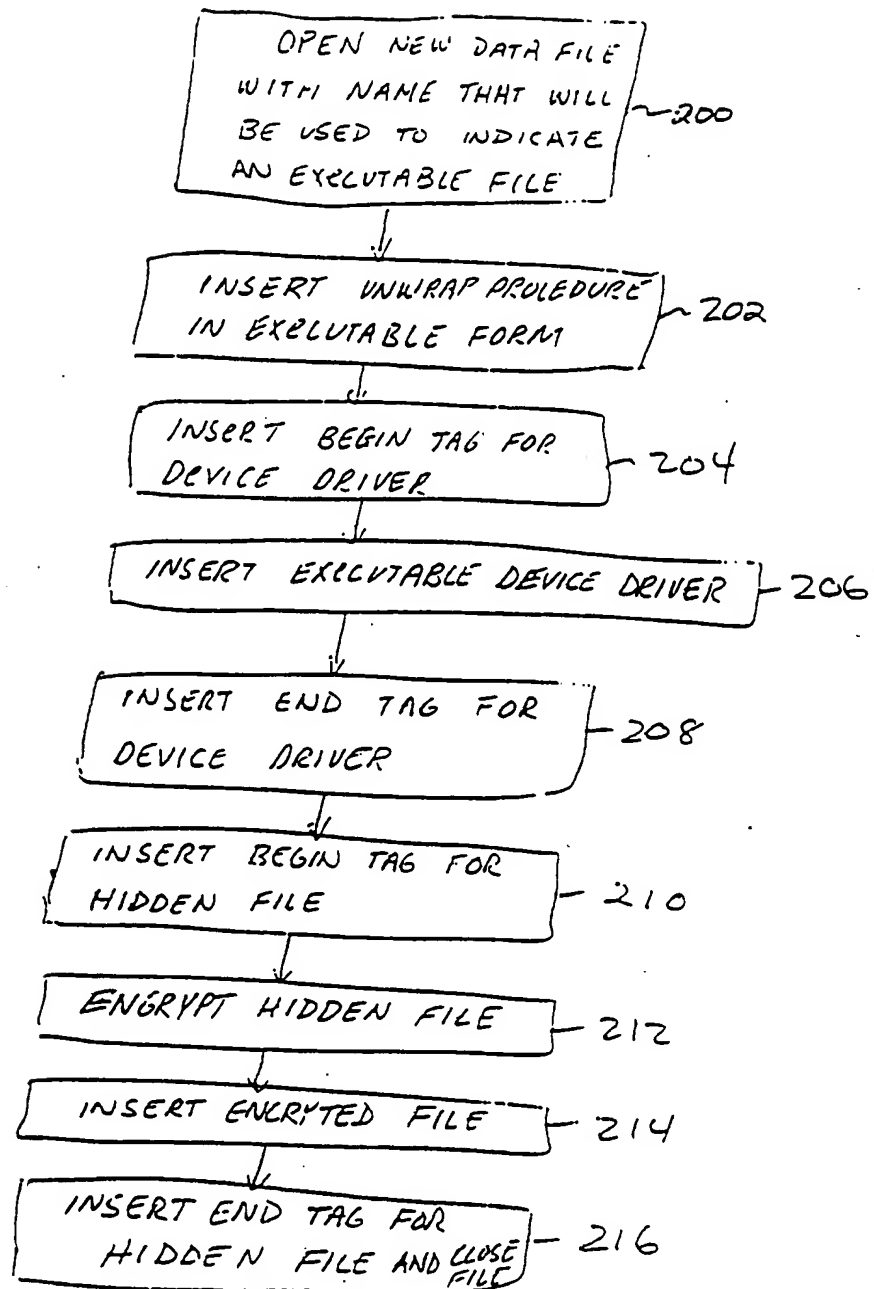 OPEN NEW DATA FILE
WITH NAME THAT WILL
BE USED TO INDICATE
AN EXECUTABLE FILE
200
INSERT UNWRAP PROCEDURE
IN EXECUTABLE FORM
202
INSERT BEGIN TAG FOR
DEVICE DRIVER
204
INSERT EXECUTABLE DEVICE DRIVER
206
INSERT END TAG FOR
DEVICE DRIVER
208
INSERT BEGIN TAG FOR
HIDDEN FILE
210
ENCRYPT HIDDEN FILE
212
INSERT ENCRYTED FILE
214
INSERT END TAG FOR
HIDDEN FILE AND CLOSE
FILE
216